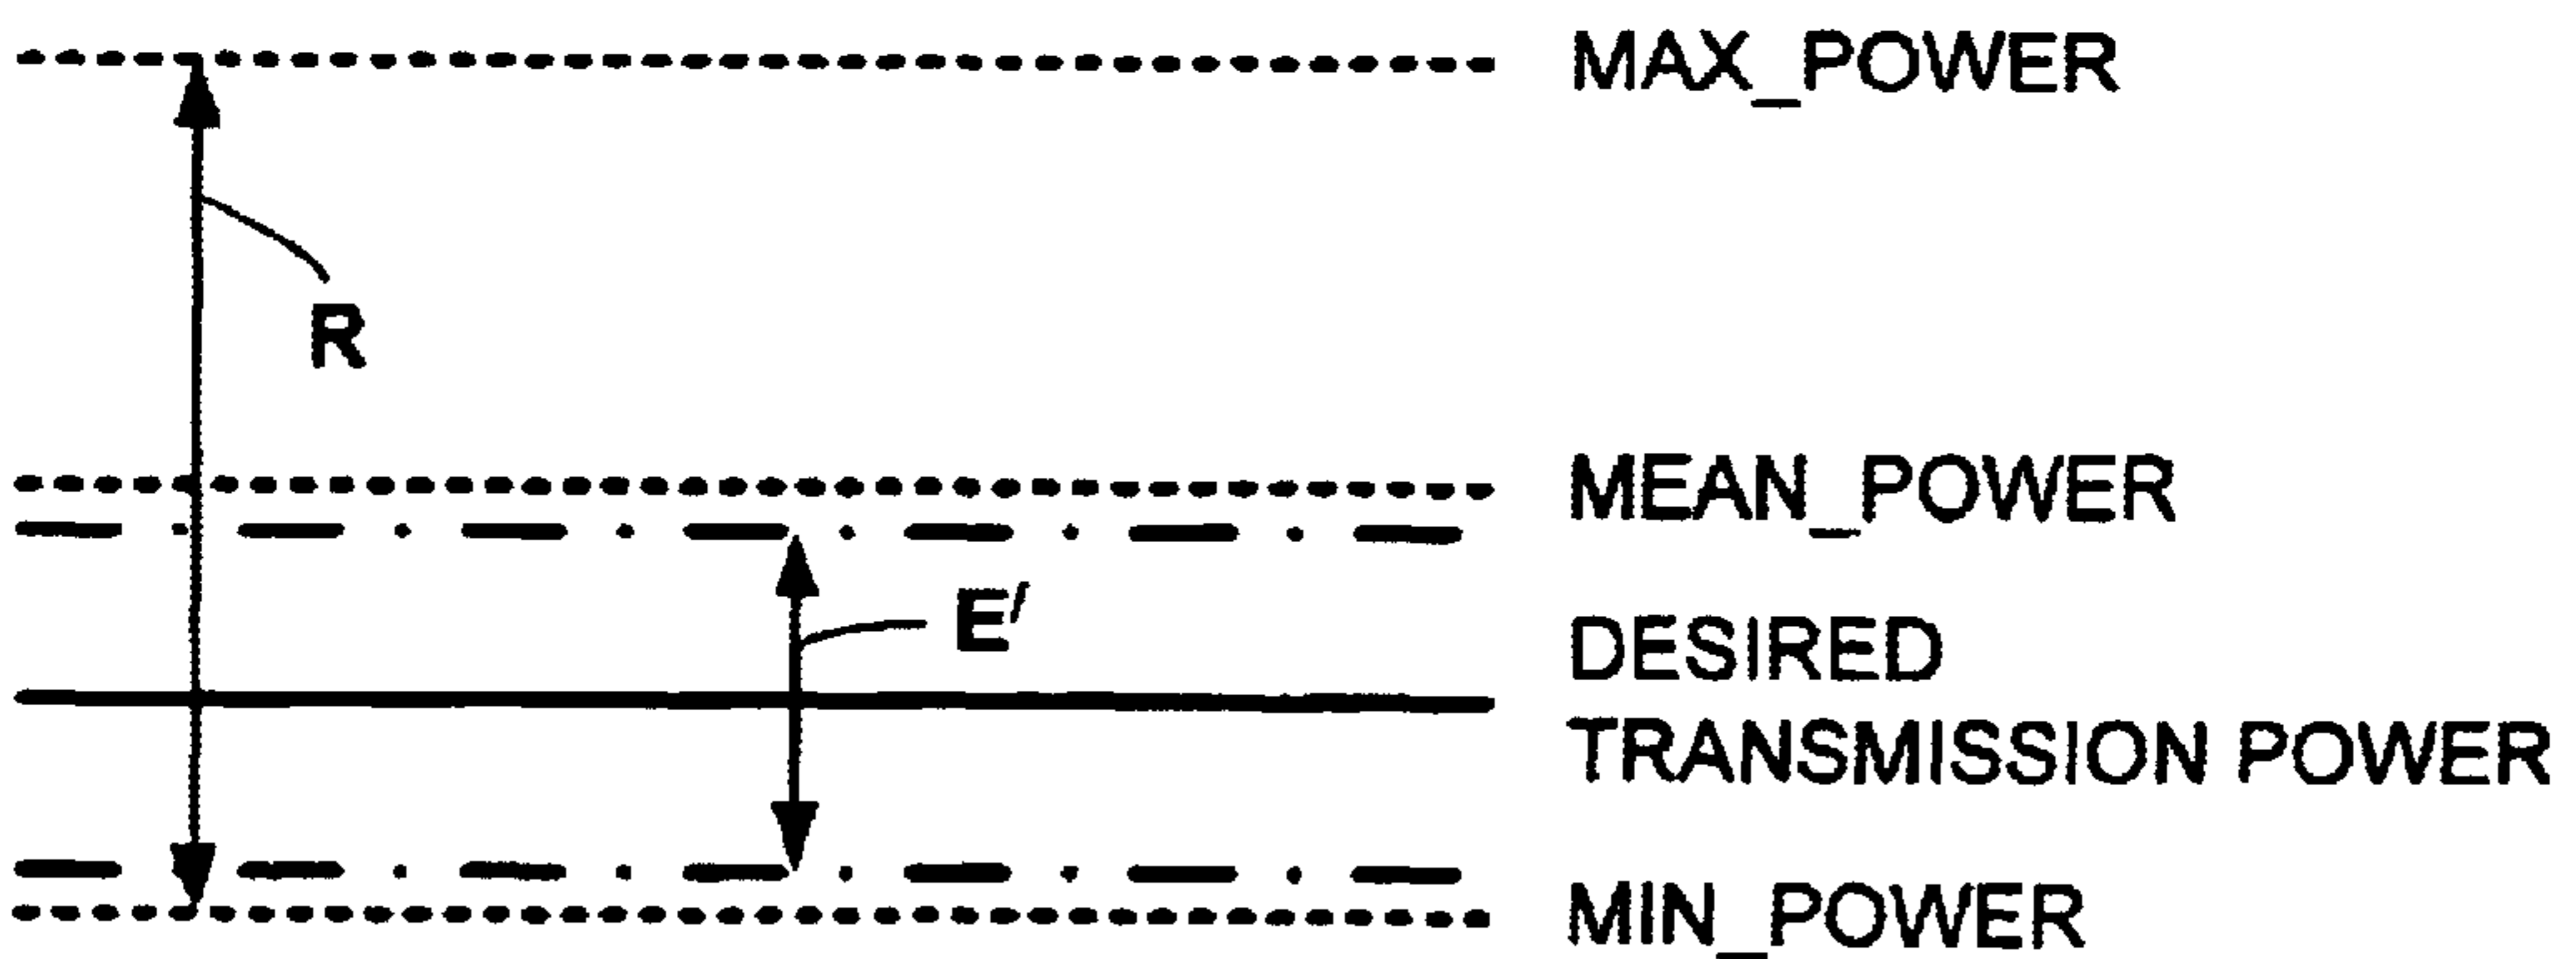 MAX_POWER
R
MEAN_POWER
E'
DESIRED
TRANSMISSION POWER
MIN_POWER